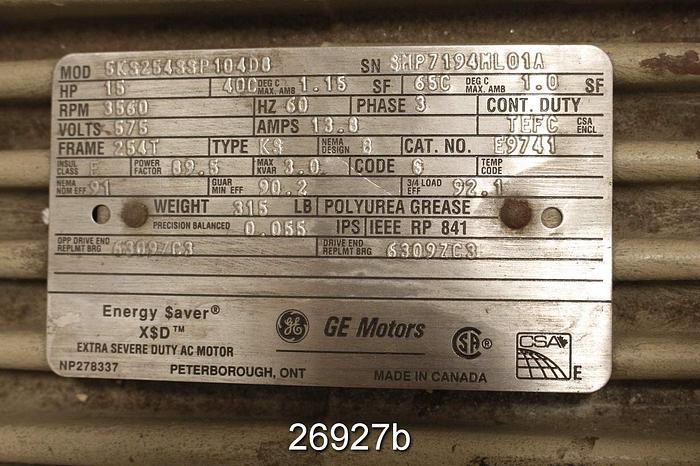 MOD 5KS254SSP104D8 SN SMP7194ML01A
HP 15 40C DEG C MAX. AMB 1.15 SF 65C DEG C MAX. AMB 1.0 SF
RPM 3560 HZ 60 PHASE 3 CONT. DUTY
VOLTS 575 AMPS 13.8 TEFC CSA ENCL
FRAME 254T TYPE KS NEMA DESIGN B CAT. NO. E9741
INSUL CLASS F POWER FACTOR 89.5 MAX KVAR 3.0 CODE G TEMP CODE
NEMA NOM EFF 91 GUAR MIN EFF 90.2 3/4 LOAD EFF 92.1
WEIGHT 315 LB POLYUREA GREASE
PRECISION BALANCED 0.055 IPS IEEE RP 841
OPP DRIVE END REPLMT BRG 6309ZC3 DRIVE END REPLMT BRG 6309ZC3
Energy $aver®
X$D™
EXTRA SEVERE DUTY AC MOTOR
GE GE Motors SA® CSA
NP278337 PETERBOROUGH, ONT MADE IN CANADA E
26927b